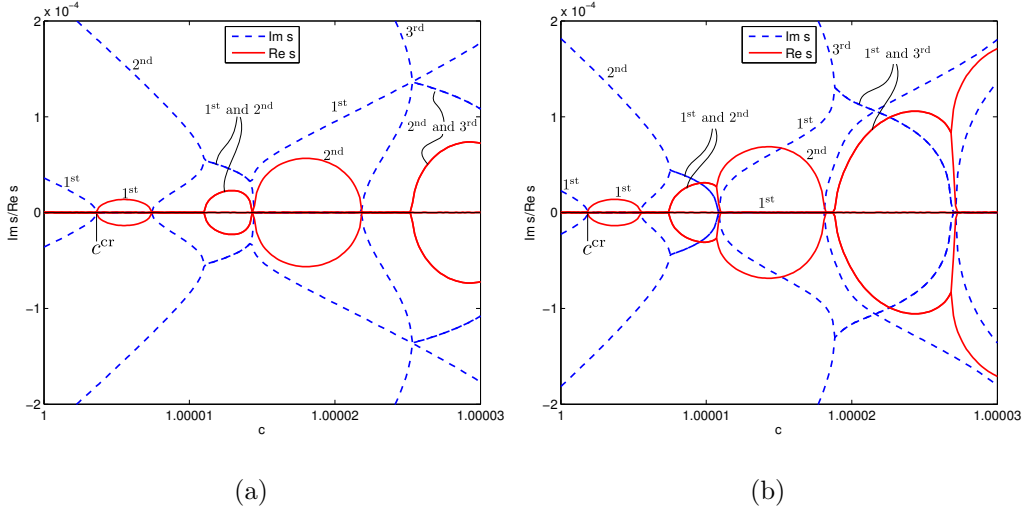 x 10⁻⁴
2
1
0
−1
−2
Im s/Re s
1
1.00001
1.00002
1.00003
c
Im s
Re s
2nd
1st
1st
1st and 2nd
1st
2nd
3rd
2nd and 3rd
c^cr
(a)
x 10⁻⁴
2
1
0
−1
−2
Im s/Re s
1
1.00001
1.00002
1.00003
c
Im s
Re s
2nd
1st
1st
1st and 2nd
1st
2nd
1st
3rd
1st and 3rd
c^cr
(b)